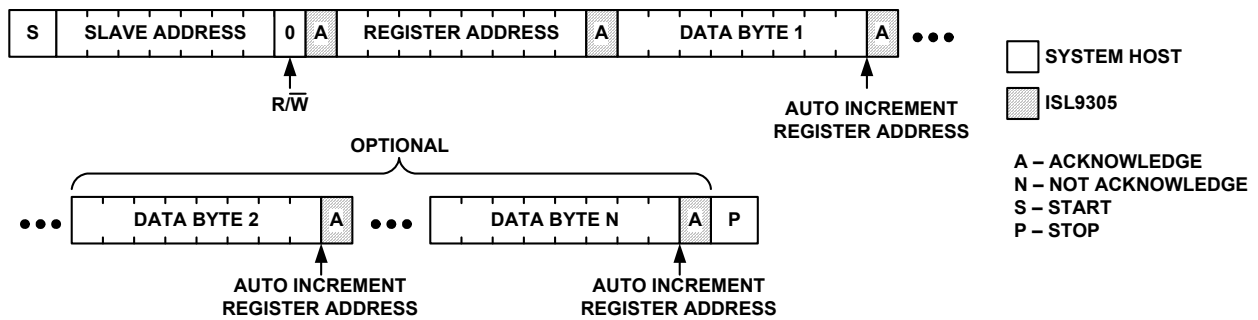 S SLAVE ADDRESS 0 A REGISTER ADDRESS A DATA BYTE 1 A •••
R/W̅
AUTO INCREMENT
REGISTER ADDRESS
SYSTEM HOST
ISL9305
A – ACKNOWLEDGE
N – NOT ACKNOWLEDGE
S – START
P – STOP
OPTIONAL
••• DATA BYTE 2 A ••• DATA BYTE N A P
AUTO INCREMENT
REGISTER ADDRESS
AUTO INCREMENT
REGISTER ADDRESS